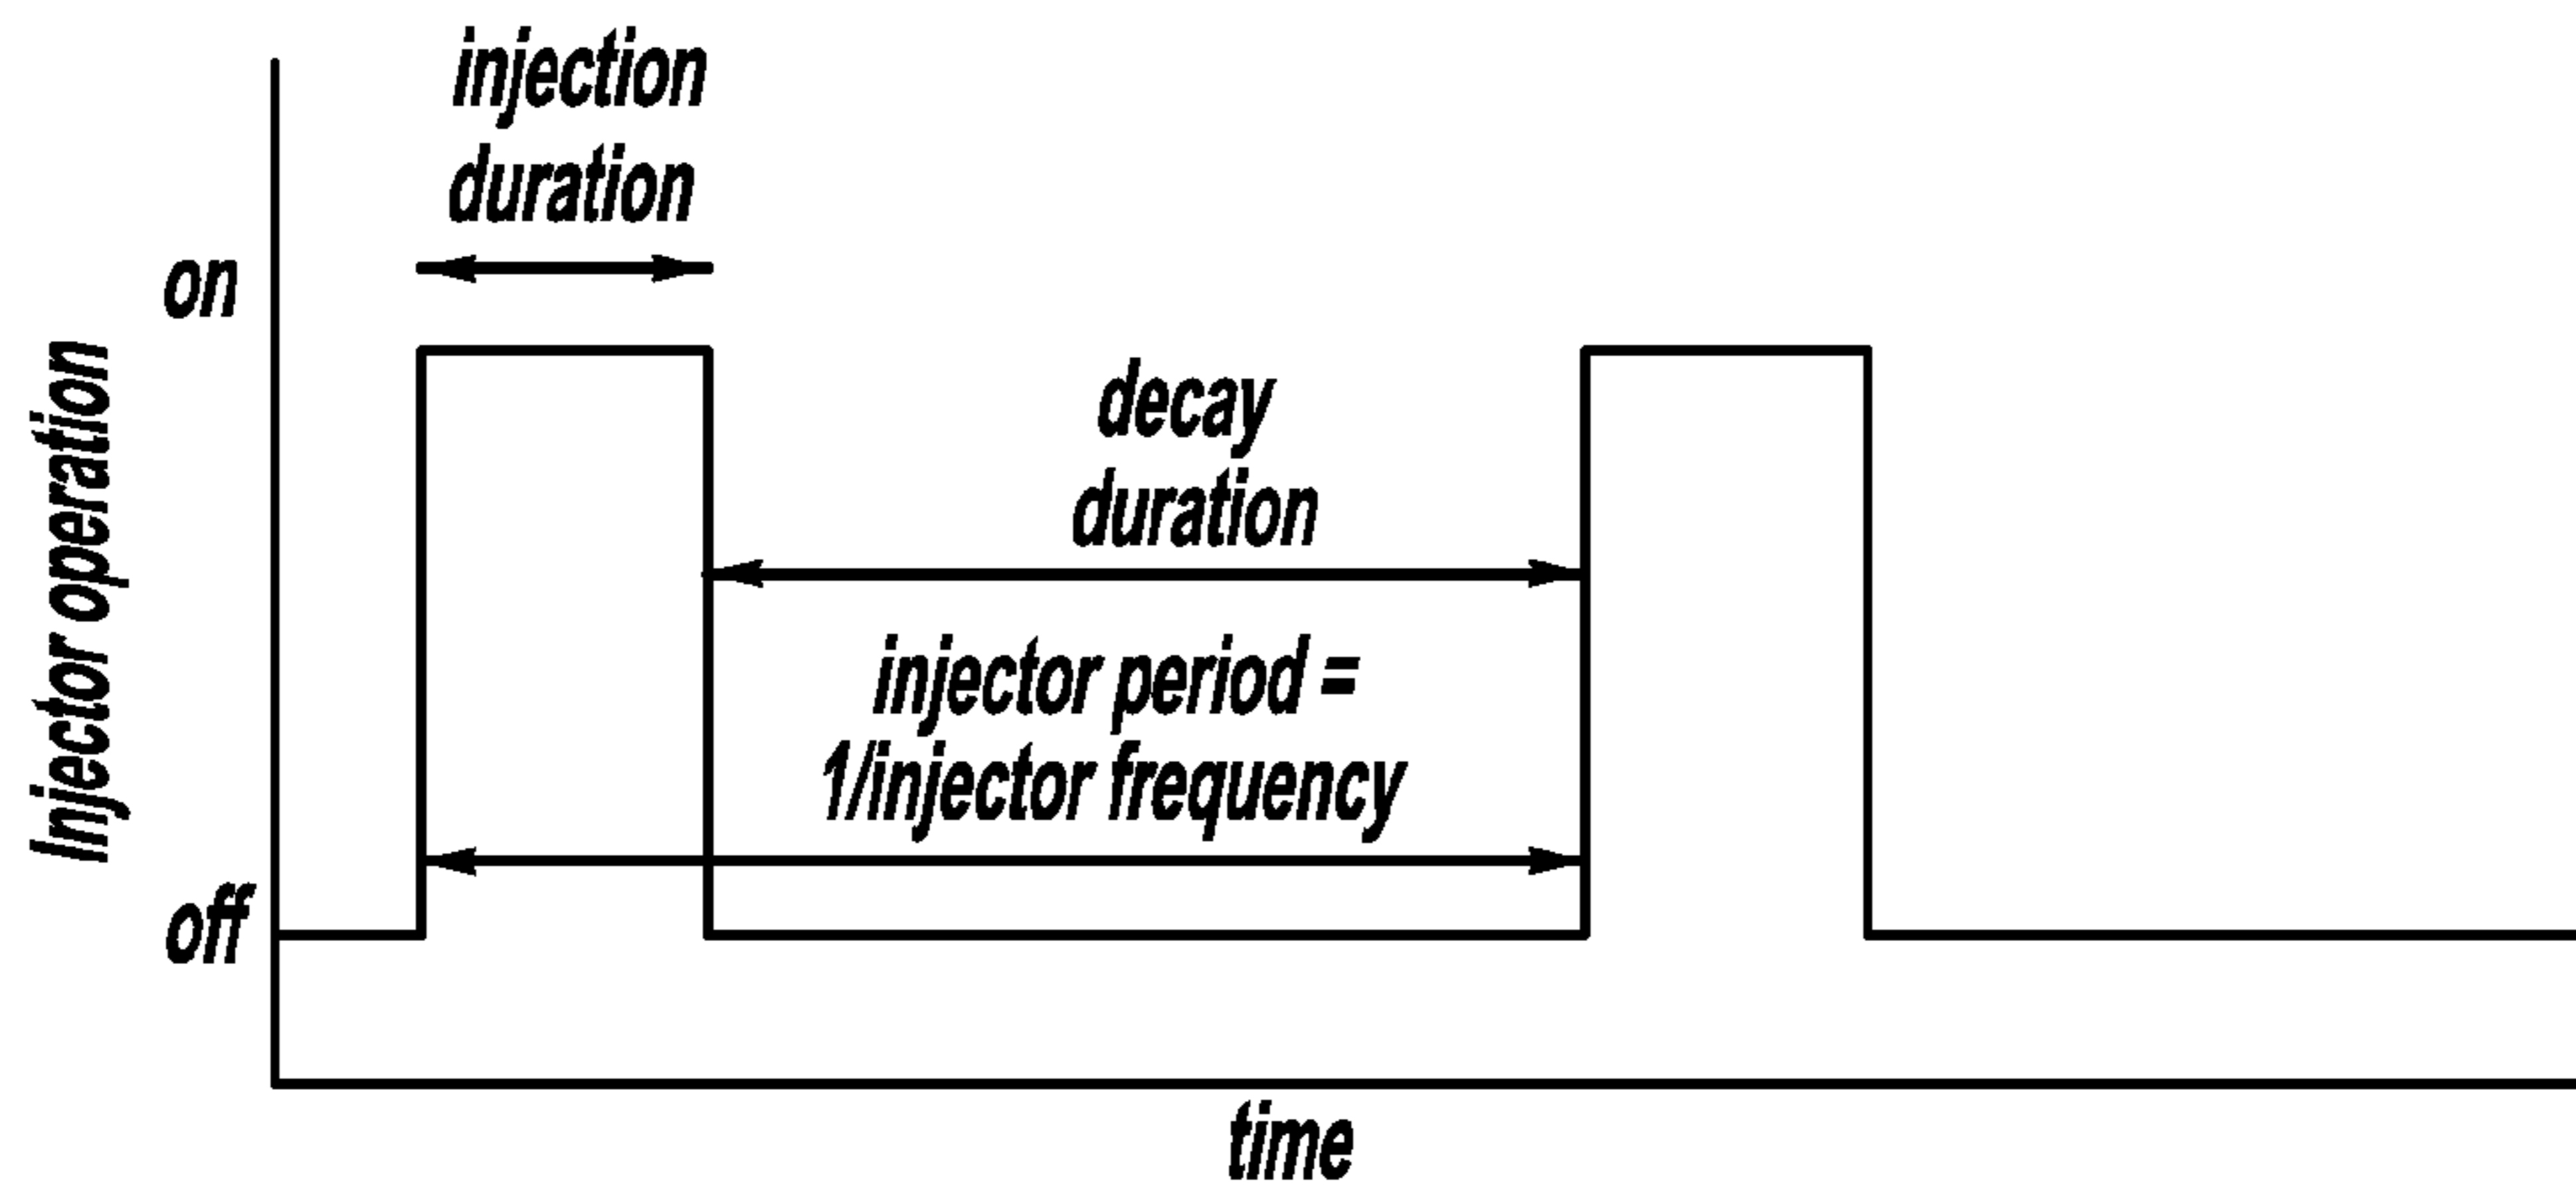 injection
duration
on
decay
duration
Injector operation
injector period =
1/injector frequency
off
time